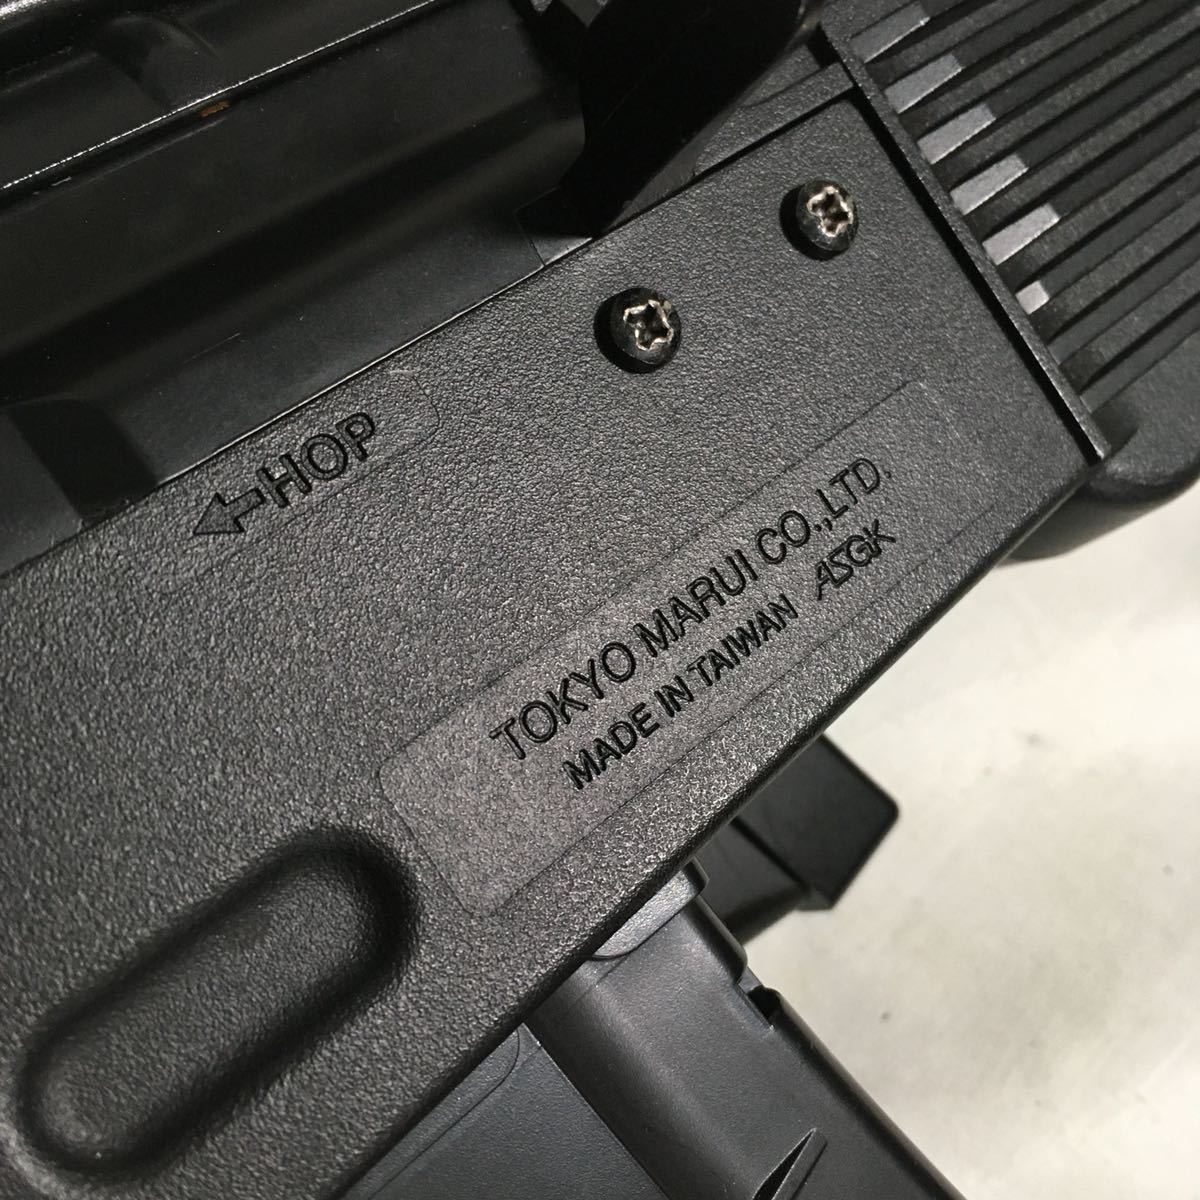 ←HOP
TOKYO MARUI CO.,LTD.
MADE IN TAIWAN ASGK